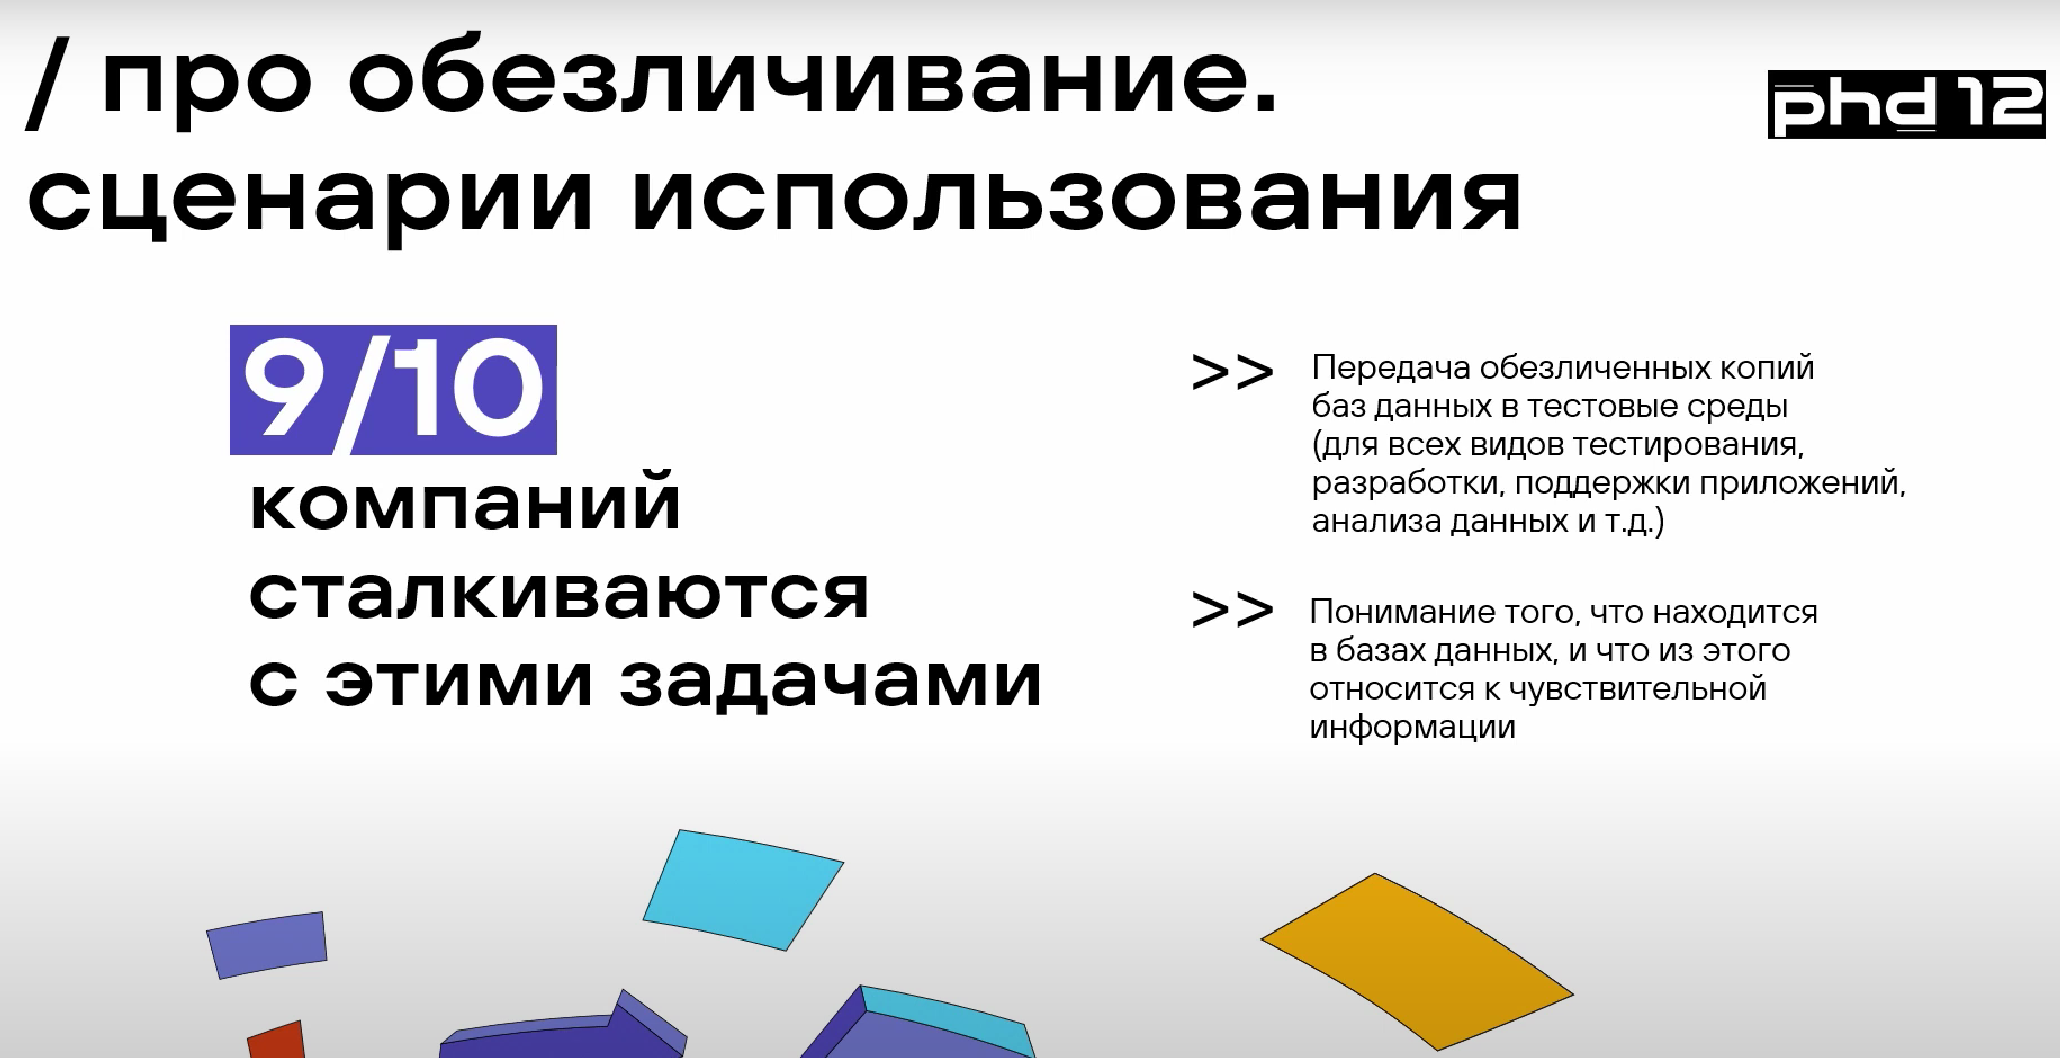 / про обезличивание.
сценарии использования
phd 12
9/10
компаний
сталкиваются
с этими задачами
>> Передача обезличенных копий
баз данных в тестовые среды
(для всех видов тестирования,
разработки, поддержки приложений,
анализа данных и т.д.)
>> Понимание того, что находится
в базах данных, и что из этого
относится к чувствительной
информации